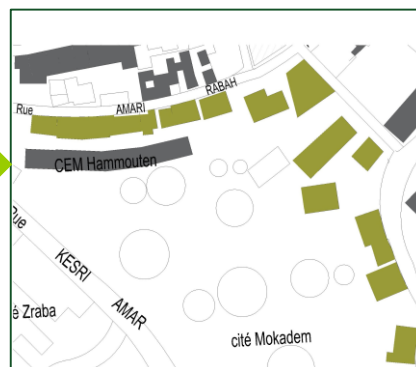 Rue AMARI RABAH
CEM Hammouten
Rue KESRI AMAR
é Zraba
cité Mokadem